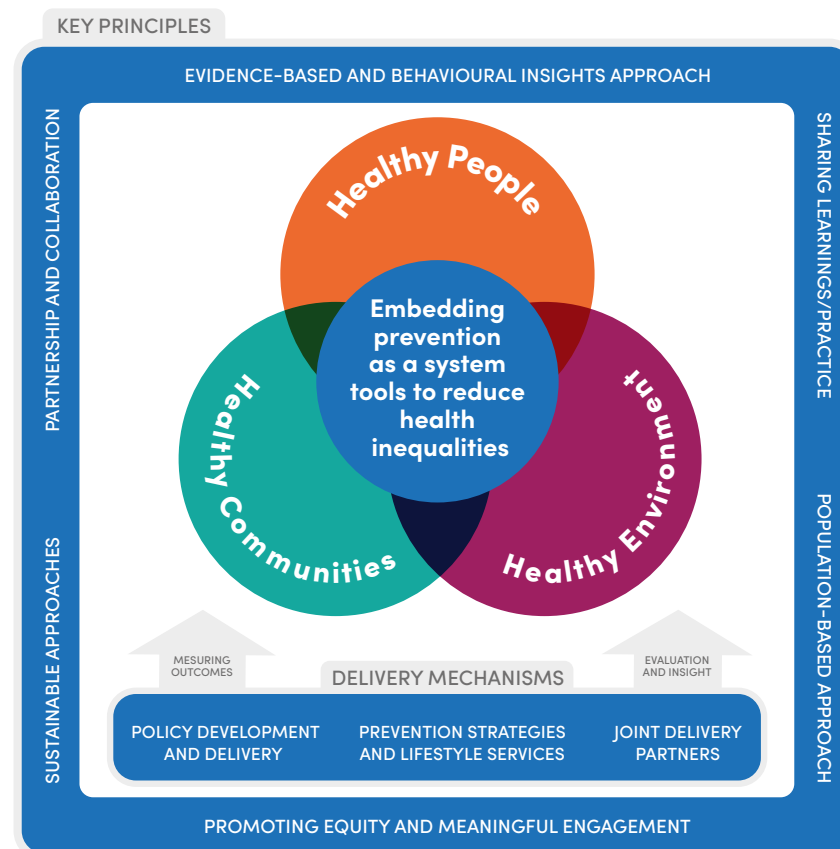 KEY PRINCIPLES
EVIDENCE-BASED AND BEHAVIOURAL INSIGHTS APPROACH
PARTNERSHIP AND COLLABORATION
SHARING LEARNINGS/PRACTICE
Healthy People
Embedding
prevention
as a system
tools to reduce
health
inequalities
Healthy Communities
Healthy Environment
SUSTAINABLE APPROACHES
POPULATION-BASED APPROACH
MESURING
OUTCOMES
EVALUATION
AND INSIGHT
DELIVERY MECHANISMS
POLICY DEVELOPMENT
AND DELIVERY
PREVENTION STRATEGIES
AND LIFESTYLE SERVICES
JOINT DELIVERY
PARTNERS
PROMOTING EQUITY AND MEANINGFUL ENGAGEMENT